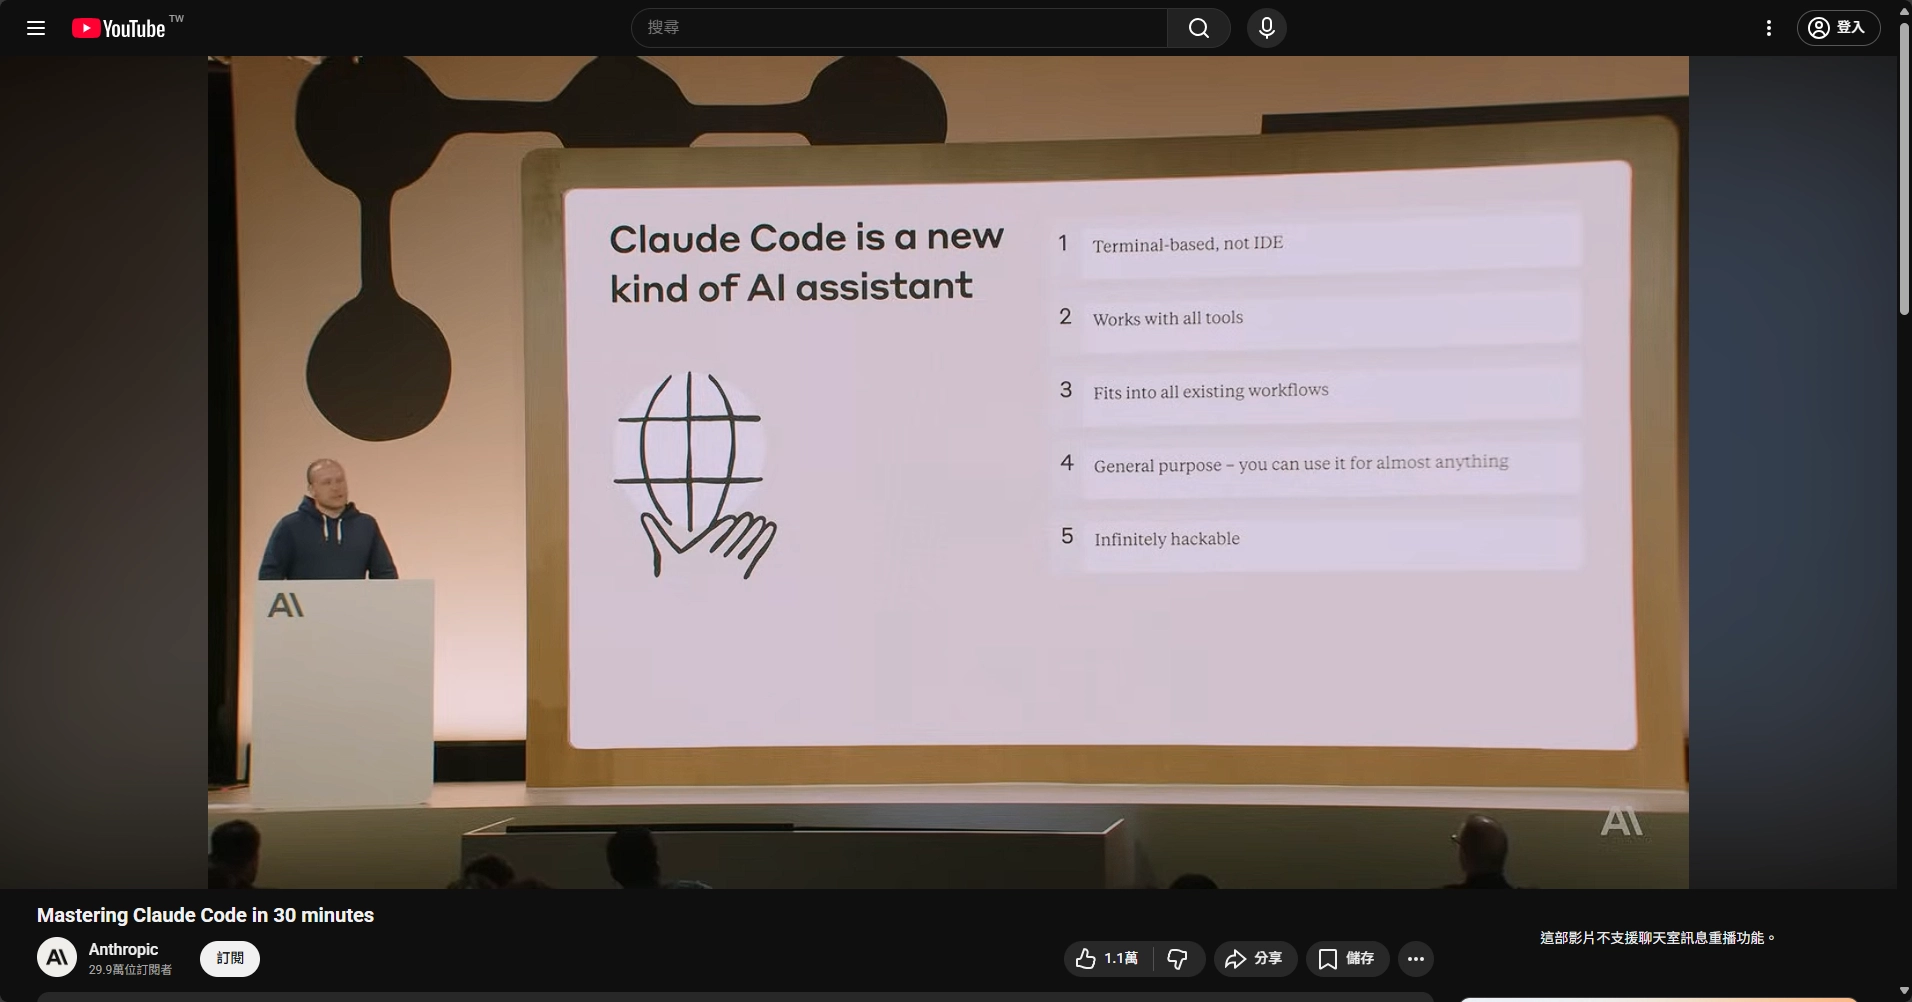 YouTube TW
搜尋
登入
Claude Code is a new
kind of AI assistant
1 Terminal-based, not IDE
2 Works with all tools
3 Fits into all existing workflows
4 General purpose – you can use it for almost anything
5 Infinitely hackable
A\
A\
Mastering Claude Code in 30 minutes
A\
Anthropic
29.9萬位訂閱者
訂閱
1.1萬
分享
儲存
這部影片不支援聊天室訊息重播功能。